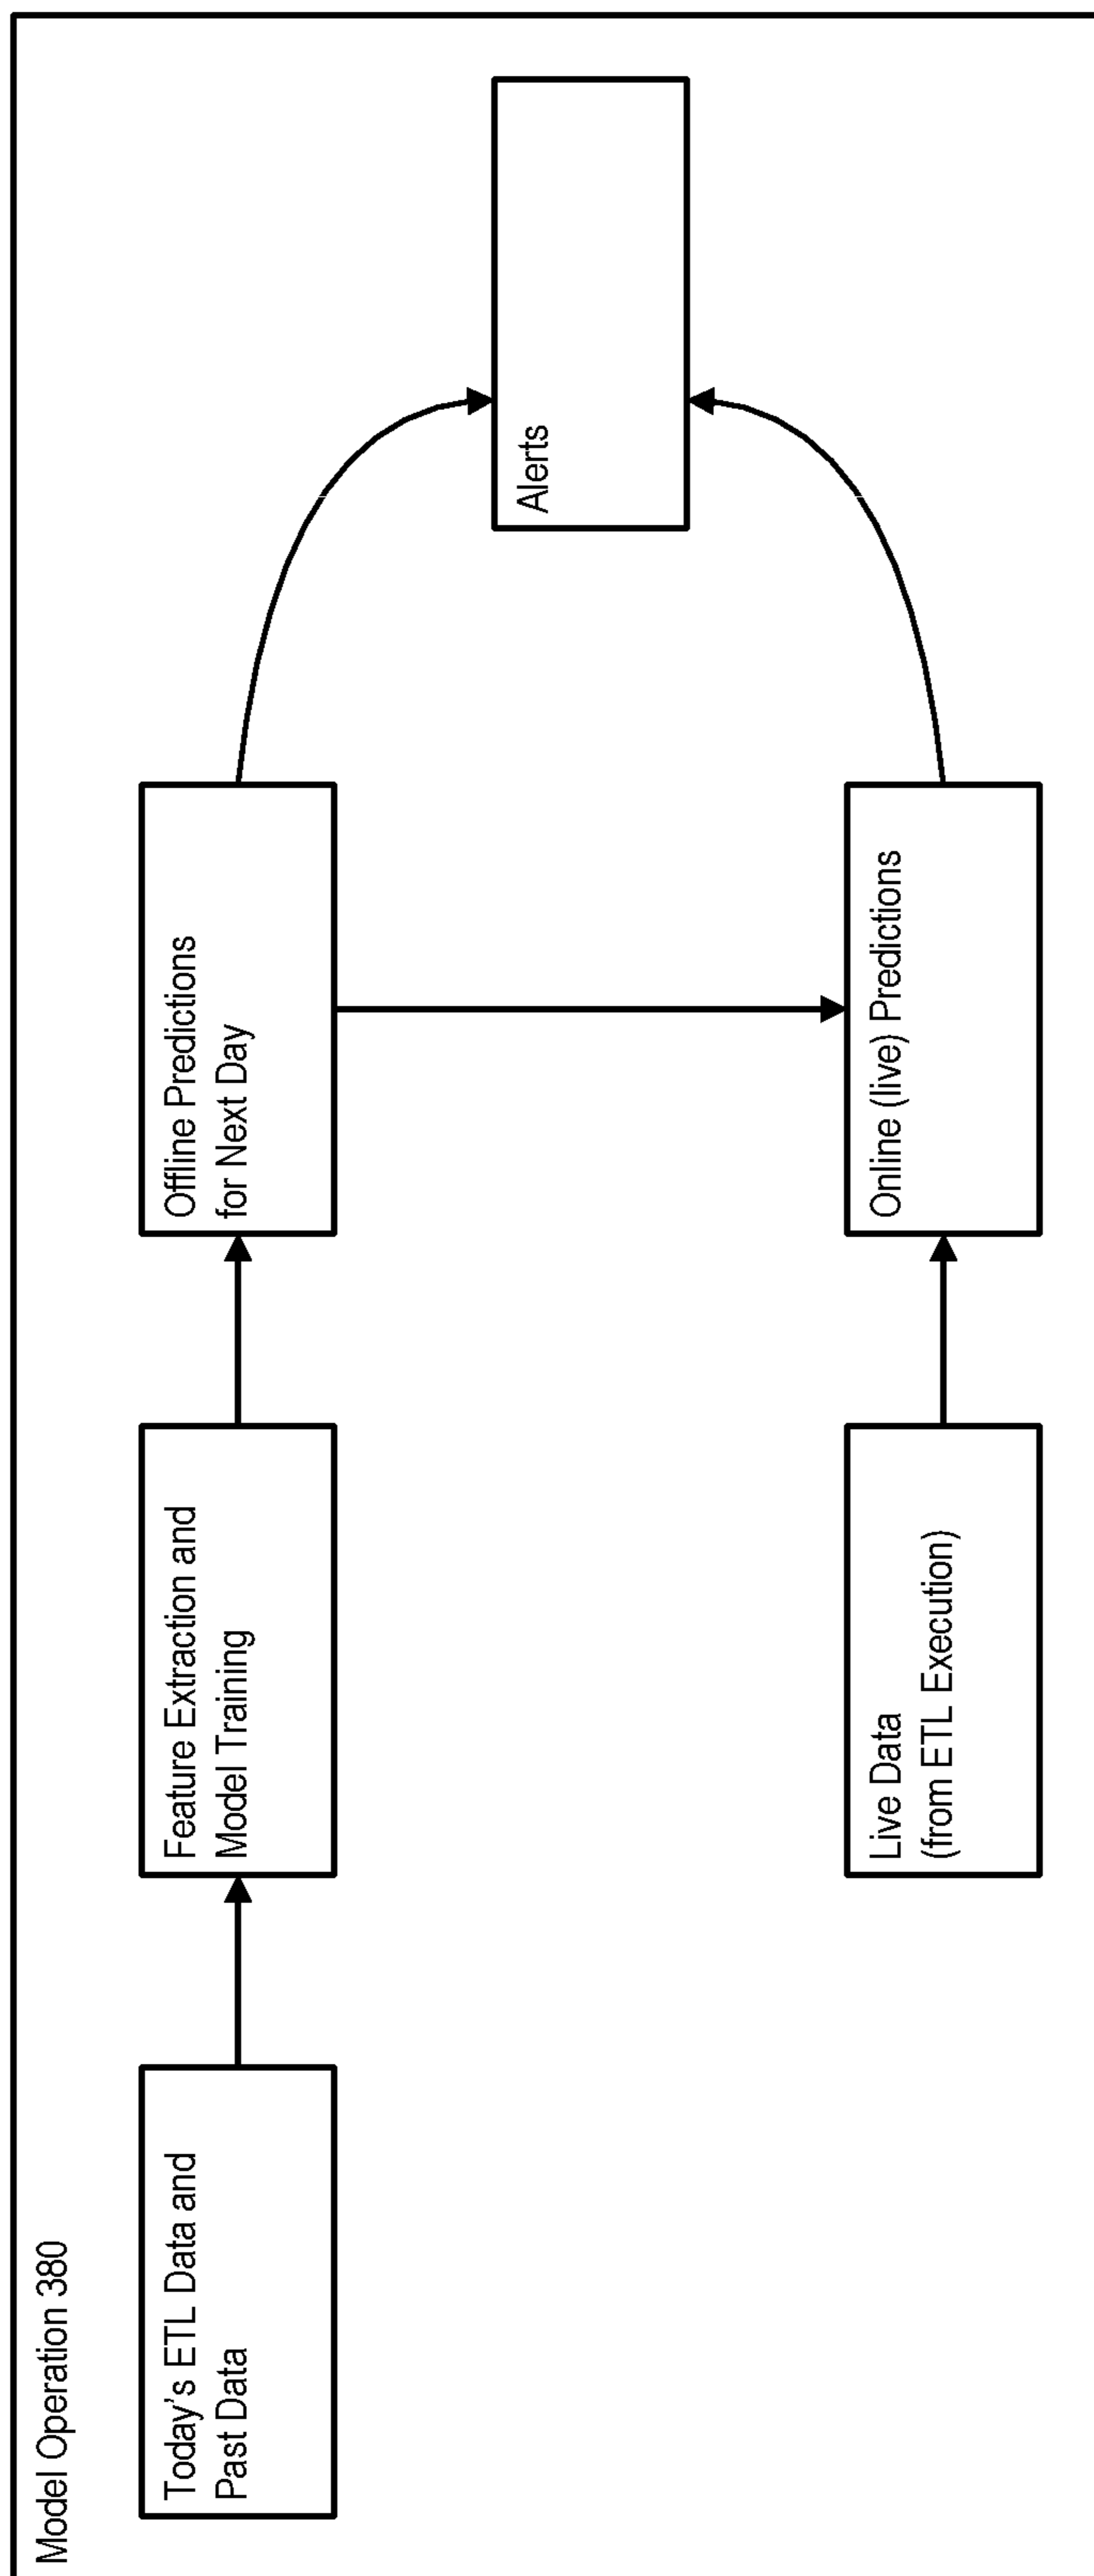 Model Operation 380
Today's ETL Data and
Past Data
Feature Extraction and
Model Training
Offline Predictions
for Next Day
Alerts
Live Data
(from ETL Execution)
Online (live) Predictions